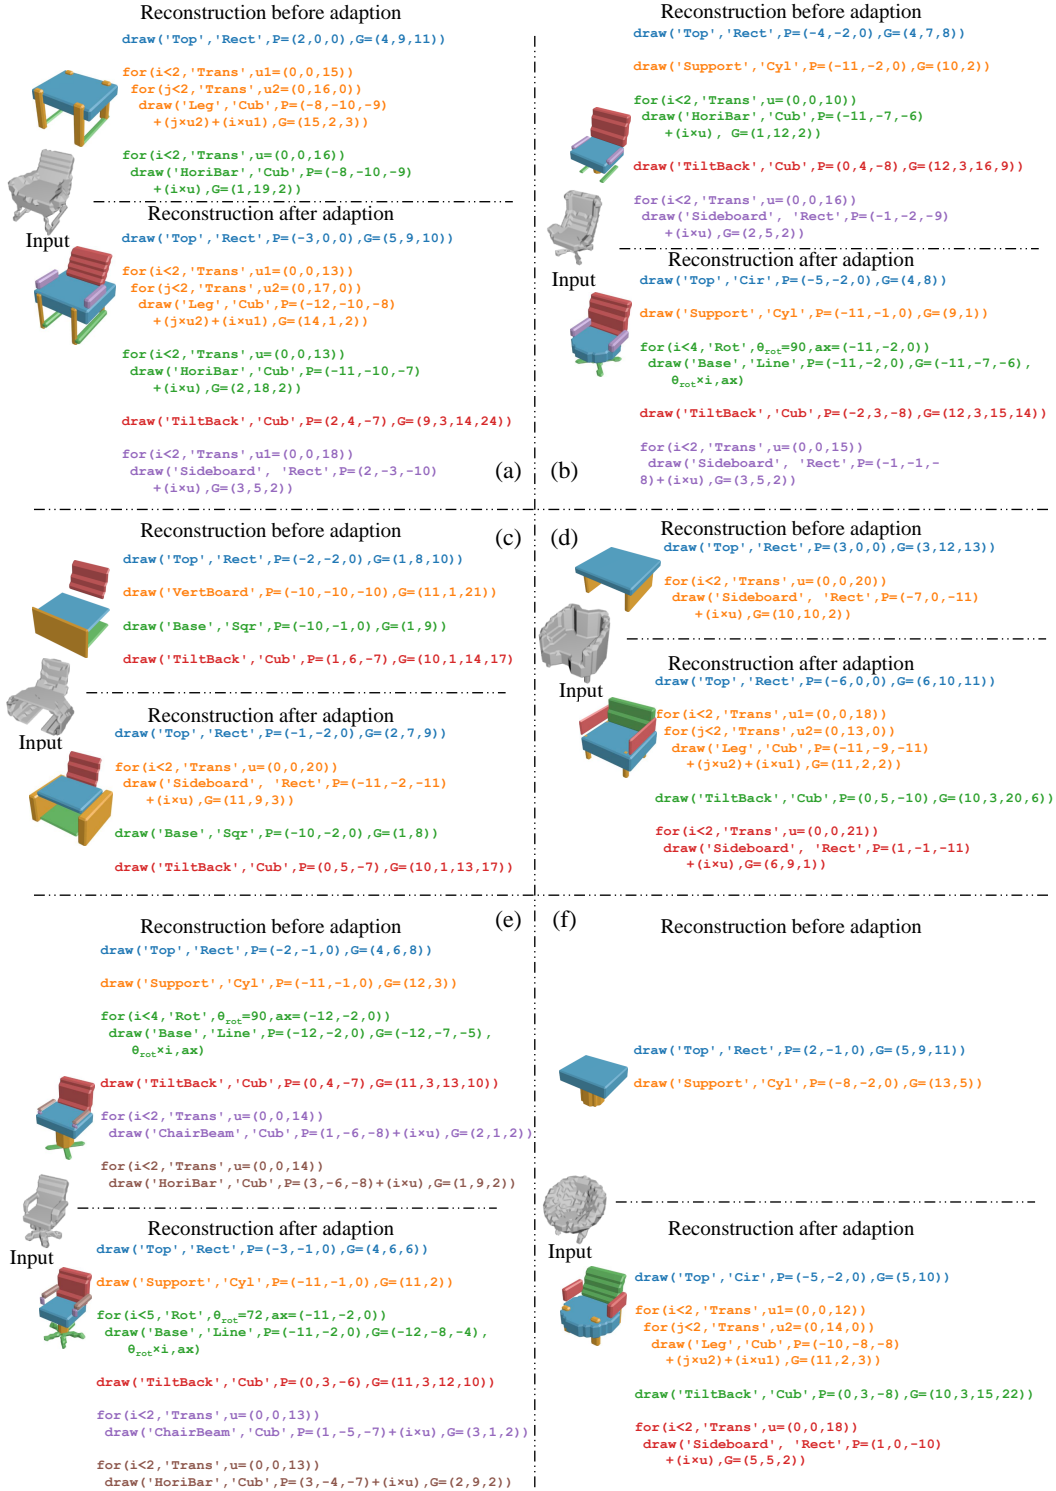 Reconstruction before adaption
draw('Top','Rect',P=(2,0,0),G=(4,9,11))
for(i<2,'Trans',u1=(0,0,15))
for(j<2,'Trans',u2=(0,16,0))
draw('Leg','Cub',P=(-8,-10,-9)
+(j×u2)+(i×u1),G=(15,2,3))
for(i<2,'Trans',u=(0,0,16))
draw('HoriBar','Cub',P=(-8,-10,-9)
+(i×u),G=(1,19,2))
Input
Reconstruction after adaption
draw('Top','Rect',P=(-3,0,0),G=(5,9,10))
for(i<2,'Trans',u1=(0,0,13))
for(j<2,'Trans',u2=(0,17,0))
draw('Leg','Cub',P=(-12,-10,-8)
+(j×u2)+(i×u1),G=(14,1,2))
for(i<2,'Trans',u=(0,0,13))
draw('HoriBar','Cub',P=(-11,-10,-7)
+(i×u),G=(2,18,2))
draw('TiltBack','Cub',P=(2,4,-7),G=(9,3,14,24))
for(i<2,'Trans',u1=(0,0,18))
draw('Sideboard', 'Rect',P=(2,-3,-10)
+(i×u),G=(3,5,2))
(a)
Reconstruction before adaption
draw('Top','Rect',P=(-4,-2,0),G=(4,7,8))
draw('Support','Cyl',P=(-11,-2,0),G=(10,2))
for(i<2,'Trans',u=(0,0,10))
draw('HoriBar','Cub',P=(-11,-7,-6)
+(i×u), G=(1,12,2))
draw('TiltBack','Cub',P=(0,4,-8),G=(12,3,16,9))
for(i<2,'Trans',u=(0,0,16))
draw('Sideboard', 'Rect',P=(-1,-2,-9)
+(i×u),G=(2,5,2))
Input
Reconstruction after adaption
draw('Top','Cir',P=(-5,-2,0),G=(4,8))
draw('Support','Cyl',P=(-11,-1,0),G=(9,1))
for(i<4,'Rot',θrot=90,ax=(-11,-2,0))
draw('Base','Line',P=(-11,-2,0),G=(-11,-7,-6),
θrot×i,ax)
draw('TiltBack','Cub',P=(-2,3,-8),G=(12,3,15,14))
for(i<2,'Trans',u=(0,0,15))
draw('Sideboard', 'Rect',P=(-1,-1,-
8)+(i×u),G=(3,5,2))
(b)
Reconstruction before adaption
(c)
draw('Top','Rect',P=(-2,-2,0),G=(1,8,10))
draw('VertBoard',P=(-10,-10,-10),G=(11,1,21))
draw('Base','Sqr',P=(-10,-1,0),G=(1,9))
draw('TiltBack','Cub',P=(1,6,-7),G=(10,1,14,17)
Input
Reconstruction after adaption
draw('Top','Rect',P=(-1,-2,0),G=(2,7,9))
for(i<2,'Trans',u=(0,0,20))
draw('Sideboard', 'Rect',P=(-11,-2,-11)
+(i×u),G=(11,9,3))
draw('Base','Sqr',P=(-10,-2,0),G=(1,8))
draw('TiltBack','Cub',P=(0,5,-7),G=(10,1,13,17))
(d)
Reconstruction before adaption
draw('Top','Rect',P=(3,0,0),G=(3,12,13))
for(i<2,'Trans',u=(0,0,20))
draw('Sideboard', 'Rect',P=(-7,0,-11)
+(i×u),G=(10,10,2))
Input
Reconstruction after adaption
draw('Top','Rect',P=(-6,0,0),G=(6,10,11))
for(i<2,'Trans',u1=(0,0,18))
for(j<2,'Trans',u2=(0,13,0))
draw('Leg','Cub',P=(-11,-9,-11)
+(j×u2)+(i×u1),G=(11,2,2))
draw('TiltBack','Cub',P=(0,5,-10),G=(10,3,20,6))
for(i<2,'Trans',u=(0,0,21))
draw('Sideboard', 'Rect',P=(1,-1,-11)
+(i×u),G=(6,9,1))
Reconstruction before adaption
(e)
draw('Top','Rect',P=(-2,-1,0),G=(4,6,8))
draw('Support','Cyl',P=(-11,-1,0),G=(12,3))
for(i<4,'Rot',θrot=90,ax=(-12,-2,0))
draw('Base','Line',P=(-12,-2,0),G=(-12,-7,-5),
θrot×i,ax)
draw('TiltBack','Cub',P=(0,4,-7),G=(11,3,13,10))
for(i<2,'Trans',u=(0,0,14))
draw('ChairBeam','Cub',P=(1,-6,-8)+(i×u),G=(2,1,2))
for(i<2,'Trans',u=(0,0,14))
draw('HoriBar','Cub',P=(3,-6,-8)+(i×u),G=(1,9,2))
Input
Reconstruction after adaption
draw('Top','Rect',P=(-3,-1,0),G=(4,6,6))
draw('Support','Cyl',P=(-11,-1,0),G=(11,2))
for(i<5,'Rot',θrot=72,ax=(-11,-2,0))
draw('Base','Line',P=(-11,-2,0),G=(-12,-8,-4),
θrot×i,ax)
draw('TiltBack','Cub',P=(0,3,-6),G=(11,3,12,10))
for(i<2,'Trans',u=(0,0,13))
draw('ChairBeam','Cub',P=(1,-5,-7)+(i×u),G=(3,1,2))
for(i<2,'Trans',u=(0,0,13))
draw('HoriBar','Cub',P=(3,-4,-7)+(i×u),G=(2,9,2))
(f)
Reconstruction before adaption
draw('Top','Rect',P=(2,-1,0),G=(5,9,11))
draw('Support','Cyl',P=(-8,-2,0),G=(13,5))
Input
Reconstruction after adaption
draw('Top','Cir',P=(-5,-2,0),G=(5,10))
for(i<2,'Trans',u1=(0,0,12))
for(j<2,'Trans',u2=(0,14,0))
draw('Leg','Cub',P=(-10,-8,-8)
+(j×u2)+(i×u1),G=(11,2,3))
draw('TiltBack','Cub',P=(0,3,-8),G=(10,3,15,22))
for(i<2,'Trans',u=(0,0,18))
draw('Sideboard', 'Rect',P=(1,0,-10)
+(i×u),G=(5,5,2))